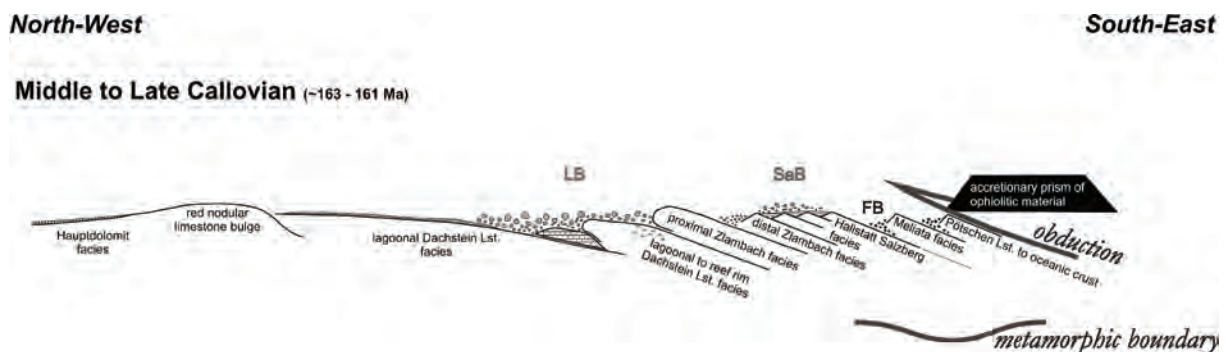 North-West
South-East
Middle to Late Callovian (~163 - 161 Ma)
LB
SaB
FB
accretionary prism of
ophiolitic material
obduction
Hauptdolomit
facies
red nodular
limestone bulge
lagoonal Dachstein Lst.
facies
lagoonal to reef rim
Dachstein Lst. facies
proximal Zlambach facies
distal Zlambach facies
Hallstatt Salzberg
facies
Meliata facies
Pötschen Lst. to oceanic crust
metamorphic boundary